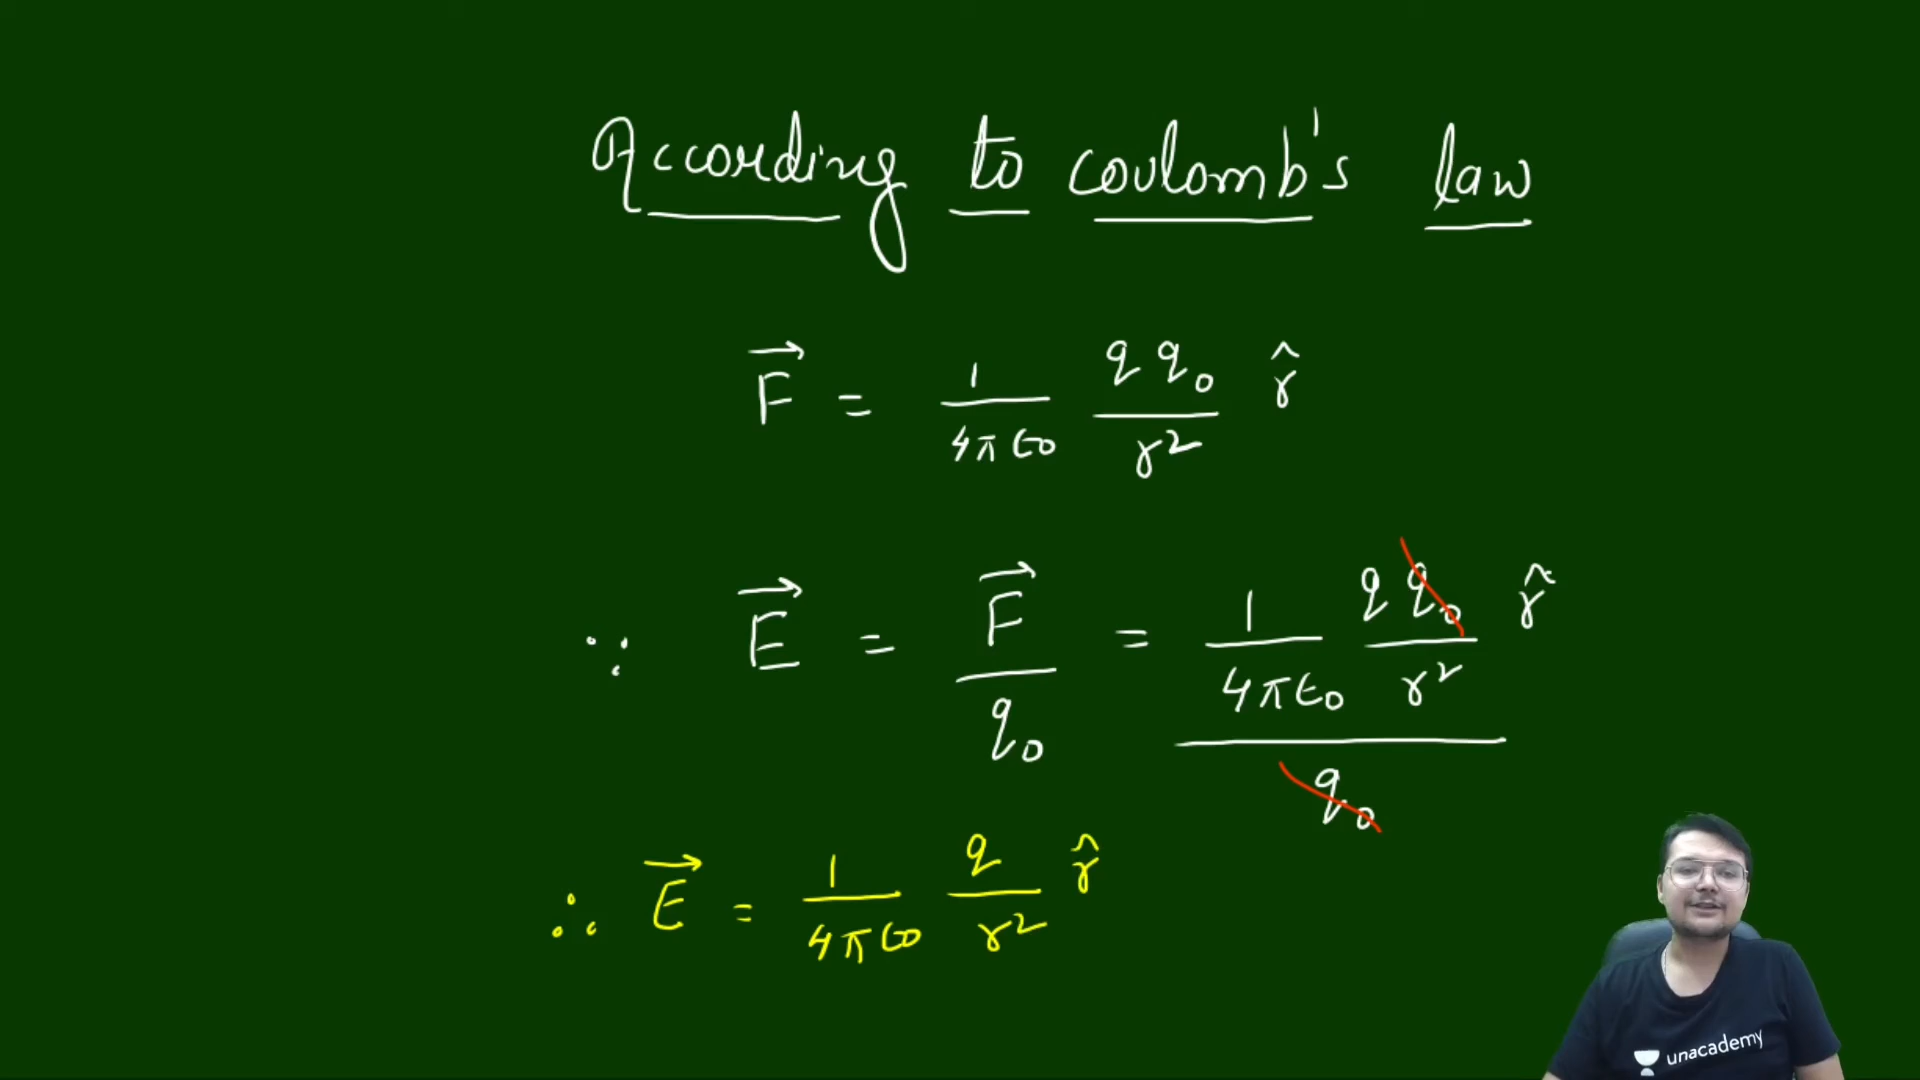 According to coulomb's law
F⃗ = 1/4πϵ0 qq0/r² r̂
∵ E⃗ = F⃗/q0 = (1/4πϵ0 qq0/r² r̂)/q0
∴ E⃗ = 1/4πϵ0 q/r² r̂
unacademy